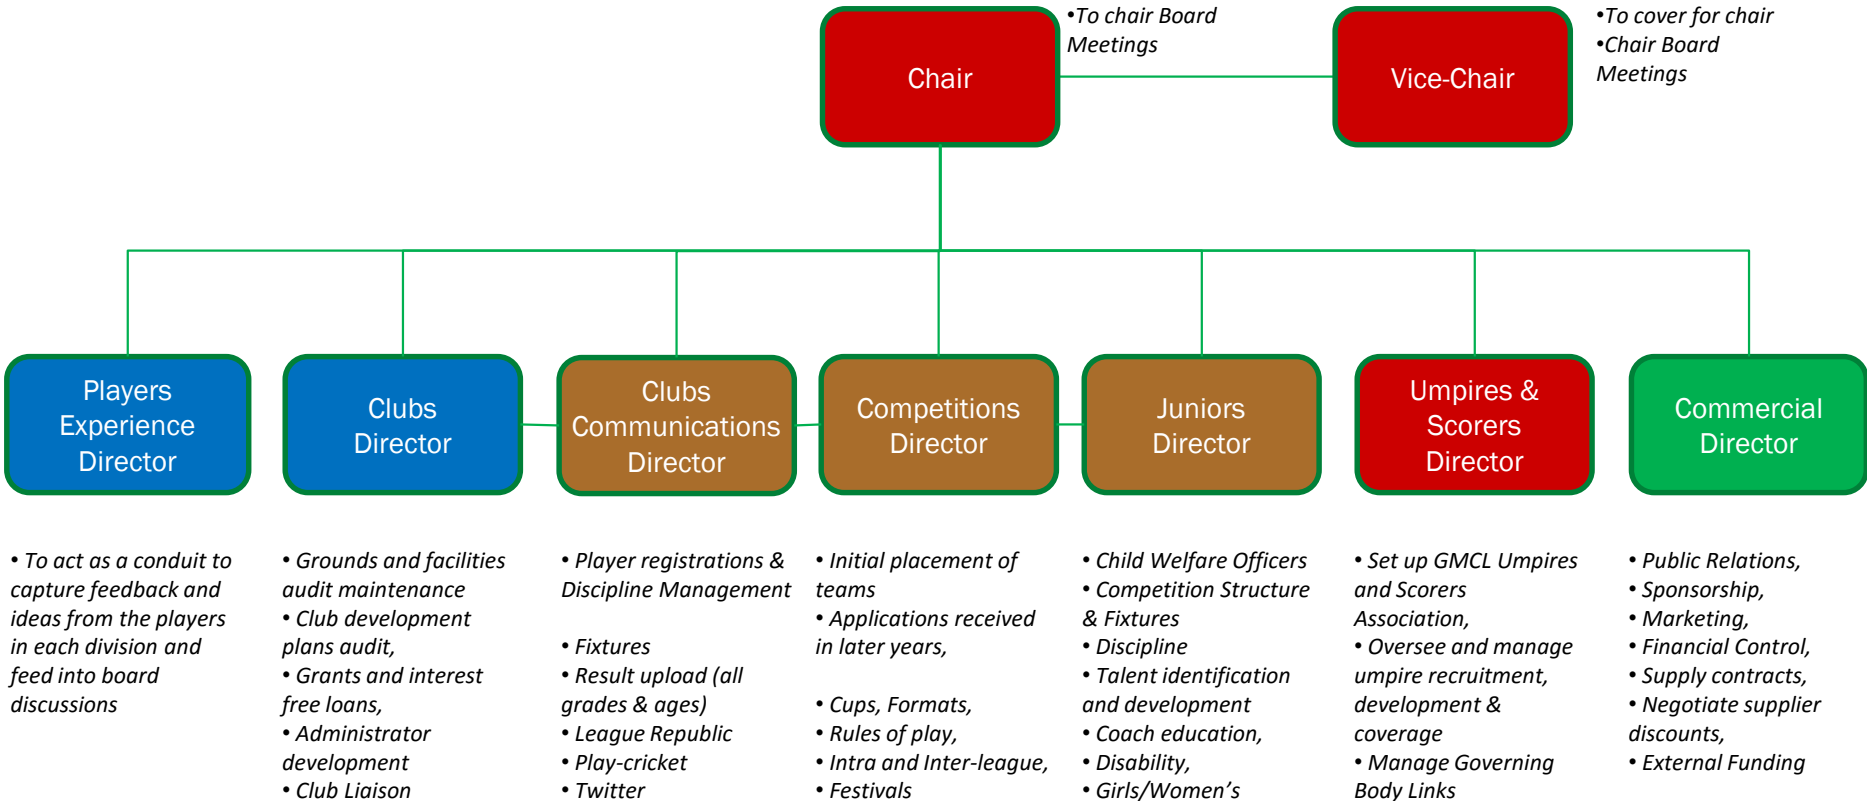 Chair
•To chair Board
Meetings
Vice-Chair
•To cover for chair
•Chair Board
Meetings
Players
Experience
Director
Clubs
Director
Clubs
Communications
Director
Competitions
Director
Juniors
Director
Umpires &
Scorers
Director
Commercial
Director
• To act as a conduit to
capture feedback and
ideas from the players
in each division and
feed into board
discussions
• Grounds and facilities
audit maintenance
• Club development
plans audit,
• Grants and interest
free loans,
• Administrator
development
• Club Liaison
• Player registrations &
Discipline Management
• Fixtures
• Result upload (all
grades & ages)
• League Republic
• Play-cricket
• Twitter
• Initial placement of
teams
• Applications received
in later years,
• Cups, Formats,
• Rules of play,
• Intra and Inter-league,
• Festivals
• Child Welfare Officers
• Competition Structure
& Fixtures
• Discipline
• Talent identification
and development
• Coach education,
• Disability,
• Girls/Women's
• Set up GMCL Umpires
and Scorers
Association,
• Oversee and manage
umpire recruitment,
development &
coverage
• Manage Governing
Body Links
• Public Relations,
• Sponsorship,
• Marketing,
• Financial Control,
• Supply contracts,
• Negotiate supplier
discounts,
• External Funding